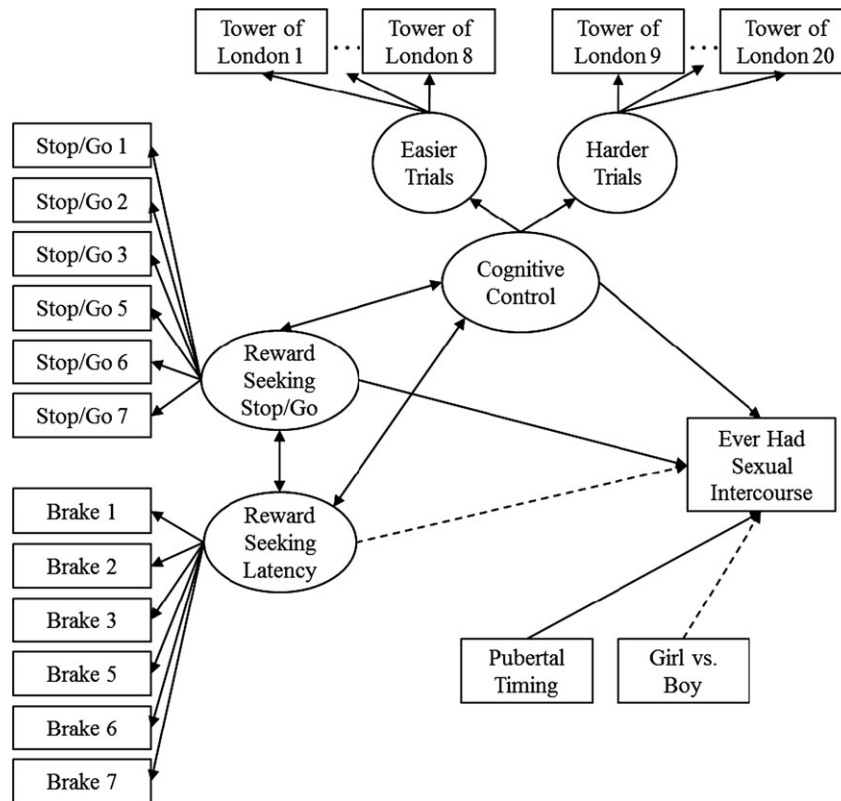 Tower of
London 1
...
Tower of
London 8
Tower of
London 9
...
Tower of
London 20
Easier
Trials
Harder
Trials
Stop/Go 1
Stop/Go 2
Stop/Go 3
Stop/Go 5
Stop/Go 6
Stop/Go 7
Cognitive
Control
Reward
Seeking
Stop/Go
Ever Had
Sexual
Intercourse
Brake 1
Brake 2
Brake 3
Brake 5
Brake 6
Brake 7
Reward
Seeking
Latency
Pubertal
Timing
Girl vs.
Boy